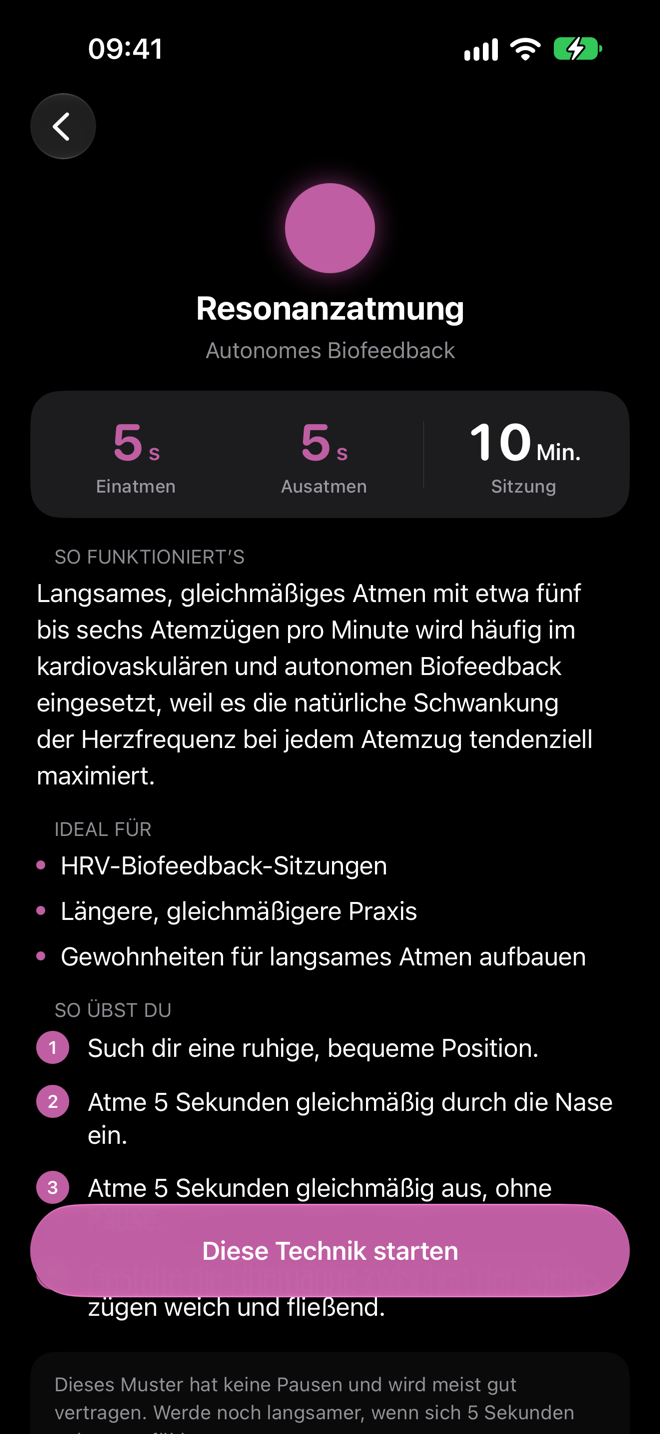 09:41
Resonanzatmung
Autonomes Biofeedback
5 s
Einatmen
5 s
Ausatmen
10 Min.
Sitzung
SO FUNKTIONIERT’S
Langsames, gleichmäßiges Atmen mit etwa fünf
bis sechs Atemzügen pro Minute wird häufig im
kardiovaskulären und autonomen Biofeedback
eingesetzt, weil es die natürliche Schwankung
der Herzfrequenz bei jedem Atemzug tendenziell
maximiert.
IDEAL FÜR
• HRV-Biofeedback-Sitzungen
• Längere, gleichmäßigere Praxis
• Gewohnheiten für langsames Atmen aufbauen
SO ÜBST DU
1 Such dir eine ruhige, bequeme Position.
2 Atme 5 Sekunden gleichmäßig durch die Nase
ein.
3 Atme 5 Sekunden gleichmäßig aus, ohne
Diese Technik starten
zügen weich und fließend.
Dieses Muster hat keine Pausen und wird meist gut
vertragen. Werde noch langsamer, wenn sich 5 Sekunden